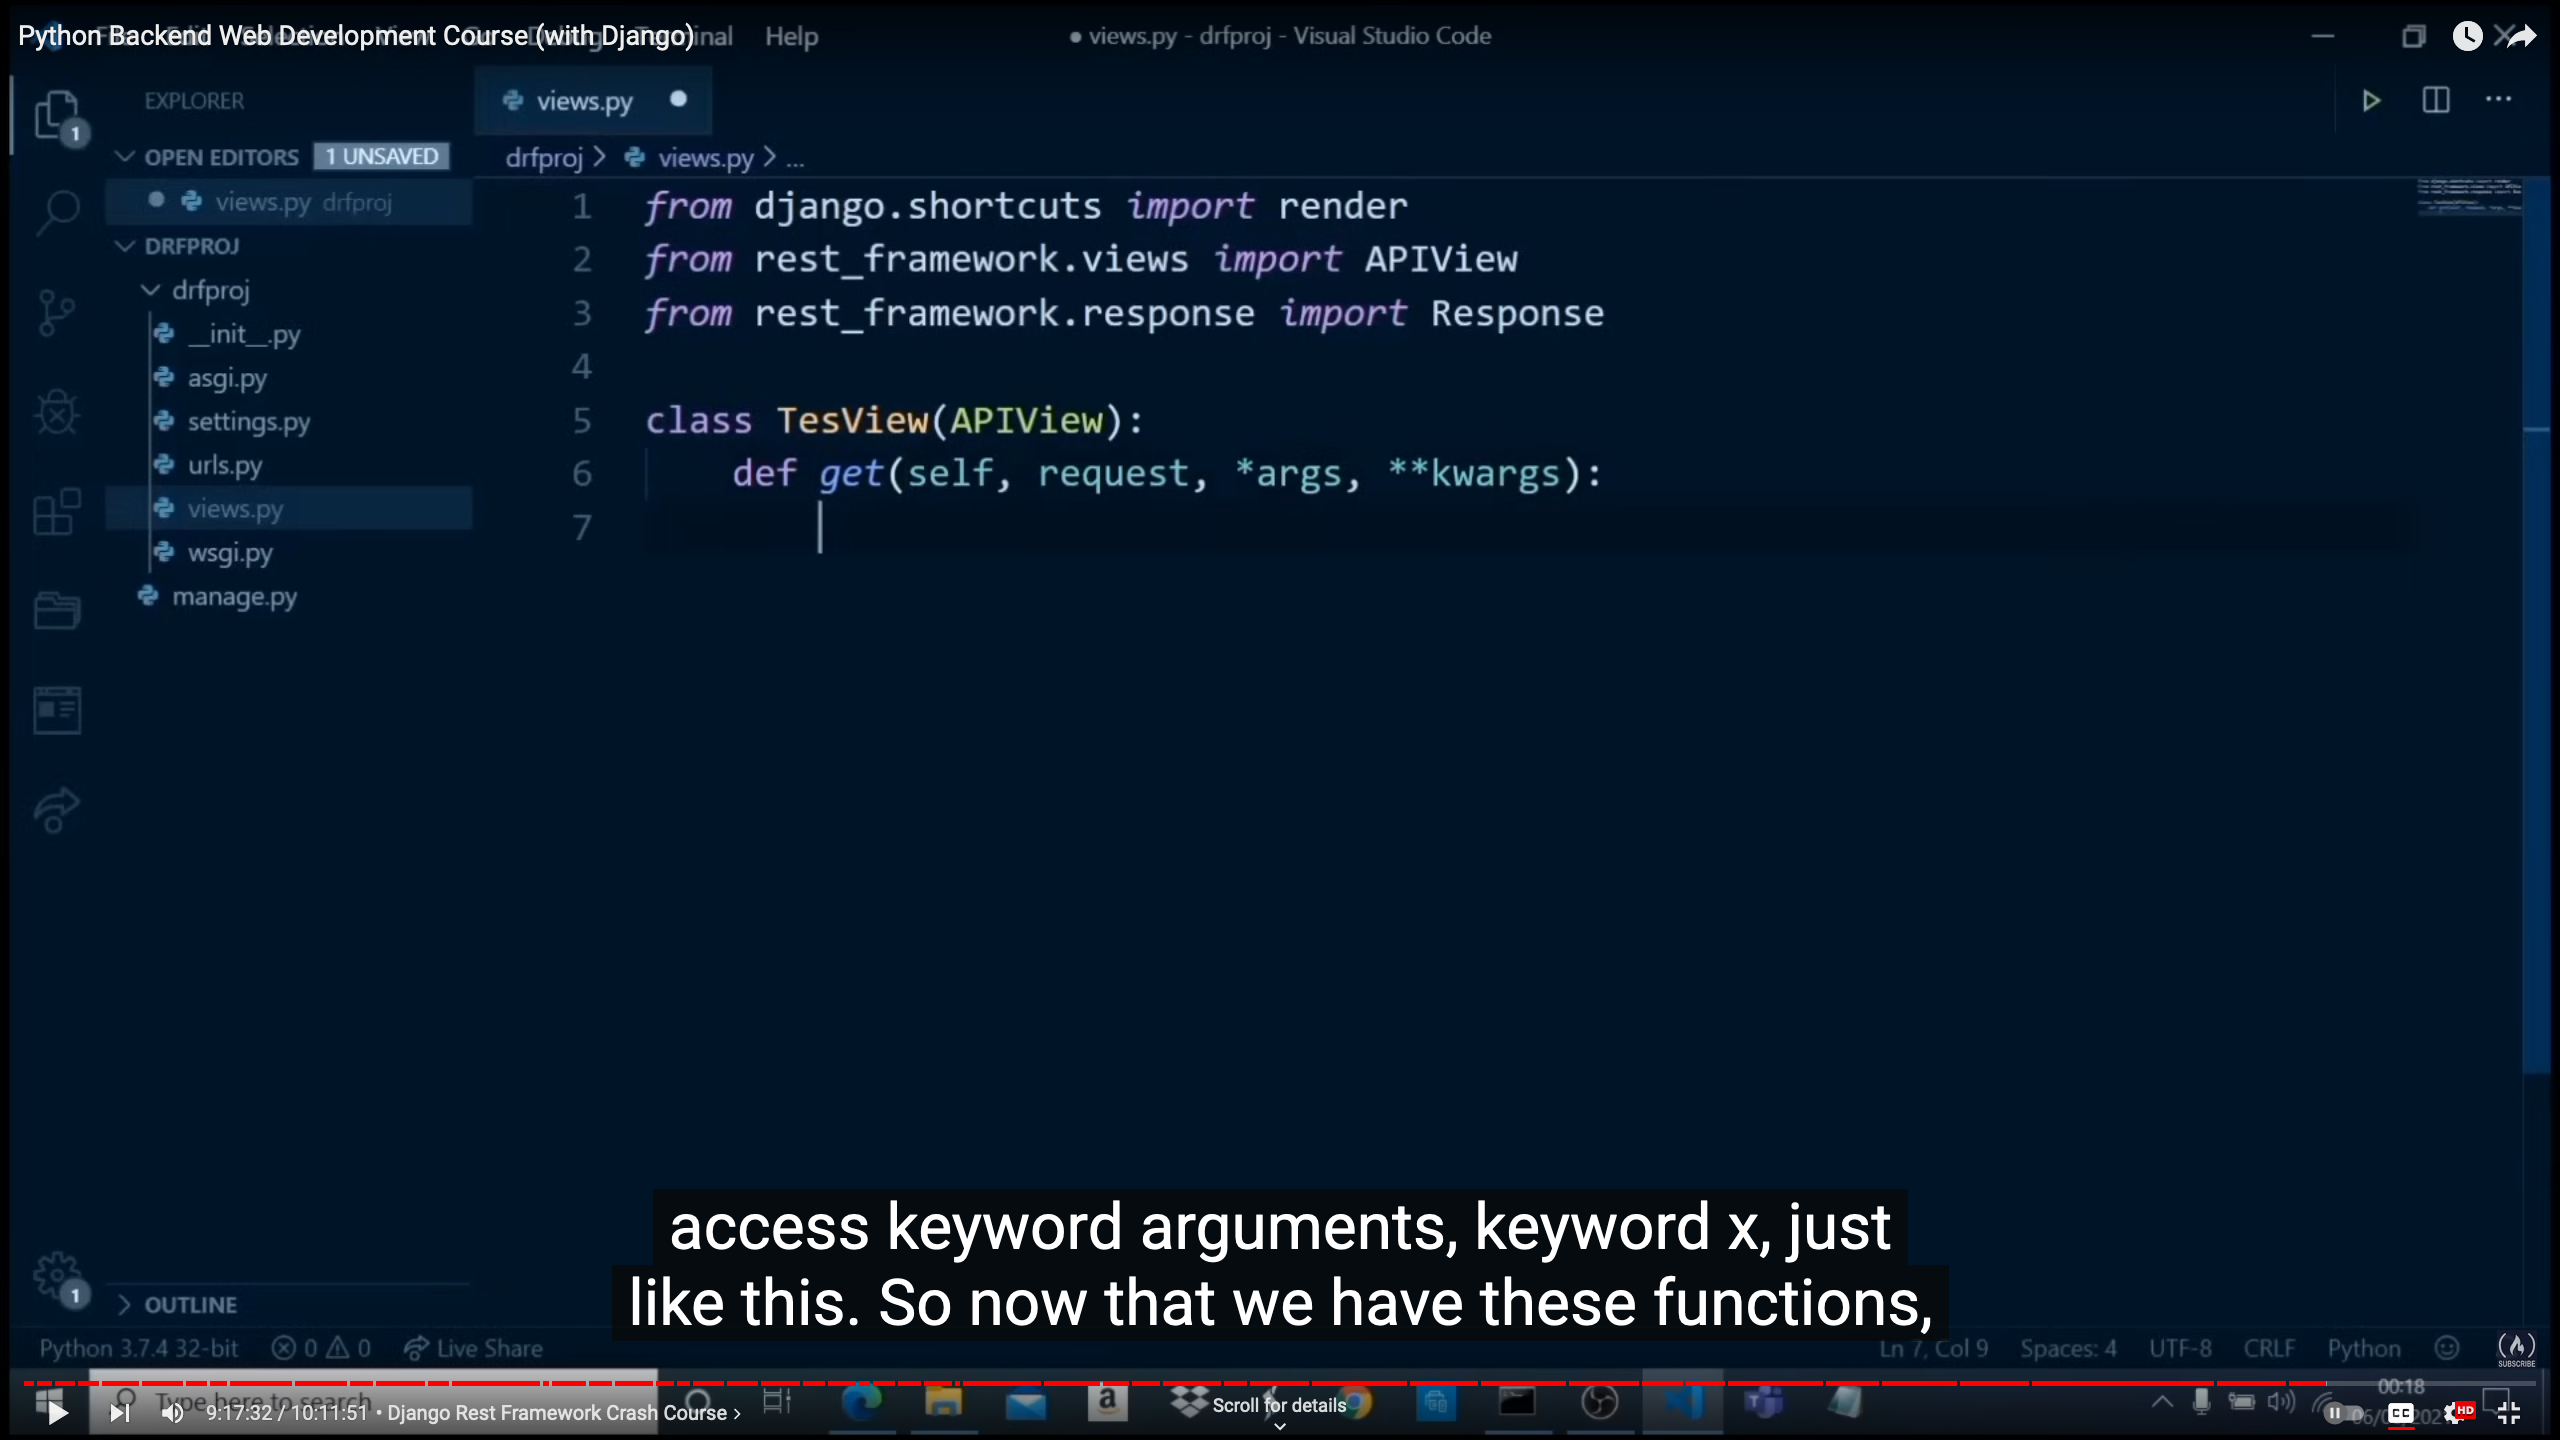 Python Backend Web Development Course (with Django)
Help
● views.py - drfproj - Visual Studio Code
EXPLORER
views.py
1
OPEN EDITORS 1 UNSAVED
drfproj > views.py > ...
views.py drfproj
DRFPROJ
drfproj
__init__.py
asgi.py
settings.py
urls.py
views.py
wsgi.py
manage.py
1 from django.shortcuts import render
2 from rest_framework.views import APIView
3 from rest_framework.response import Response
4
5 class TesView(APIView):
6 def get(self, request, *args, **kwargs):
7
access keyword arguments, keyword x, just
like this. So now that we have these functions,
1
OUTLINE
Python 3.7.4 32-bit 0 0 Live Share
Ln 7, Col 9 Spaces: 4 UTF-8 CRLF Python
SUBSCRIBE
Type here to search
00:18
9:17:32 / 10:11:51 • Django Rest Framework Crash Course >
Scroll for details
CC
HD